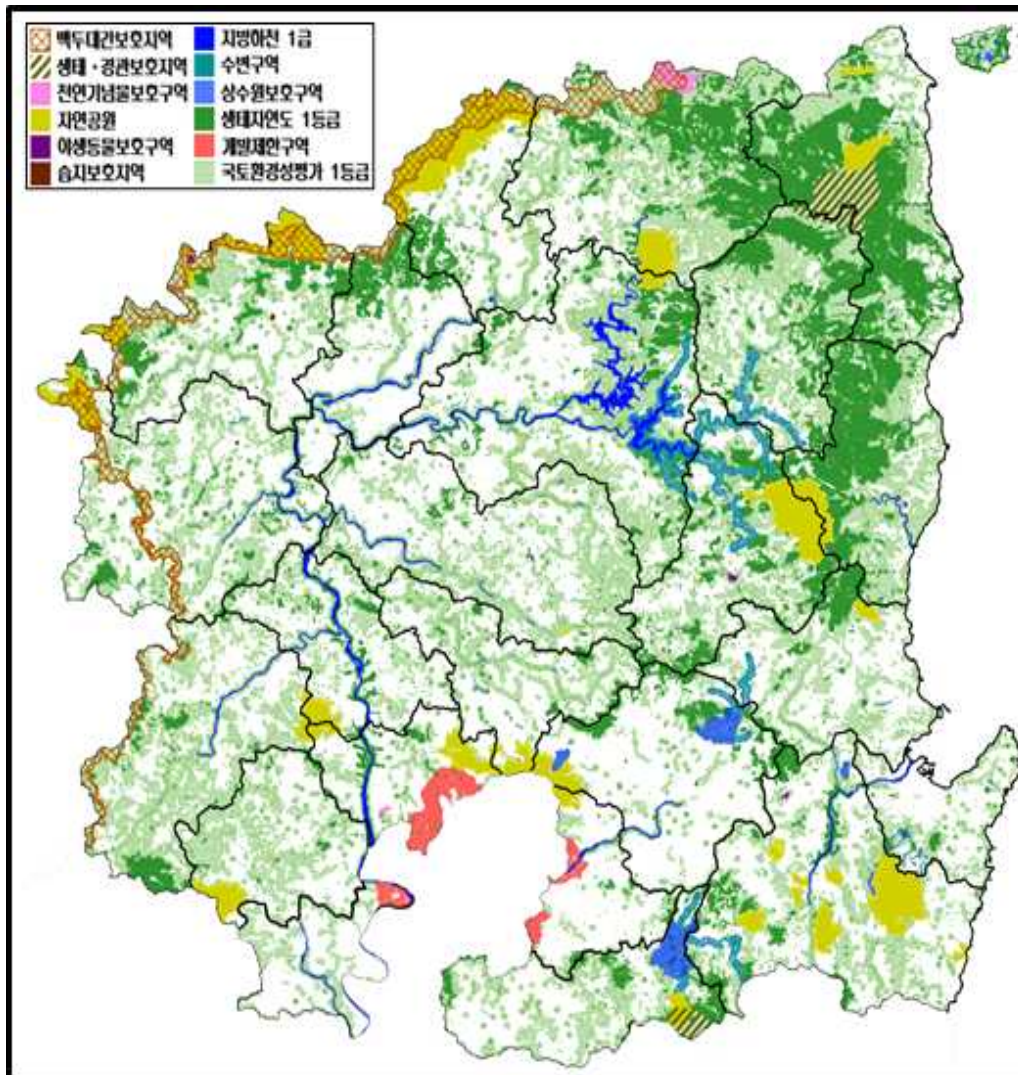 백두대간보호지역
생태·경관보호지역
천연기념물보호구역
자연공원
야생동물보호구역
습지보호지역
지방하천 1급
수변구역
상수원보호구역
생태자연도 1등급
개발제한구역
국토환경성평가 1등급